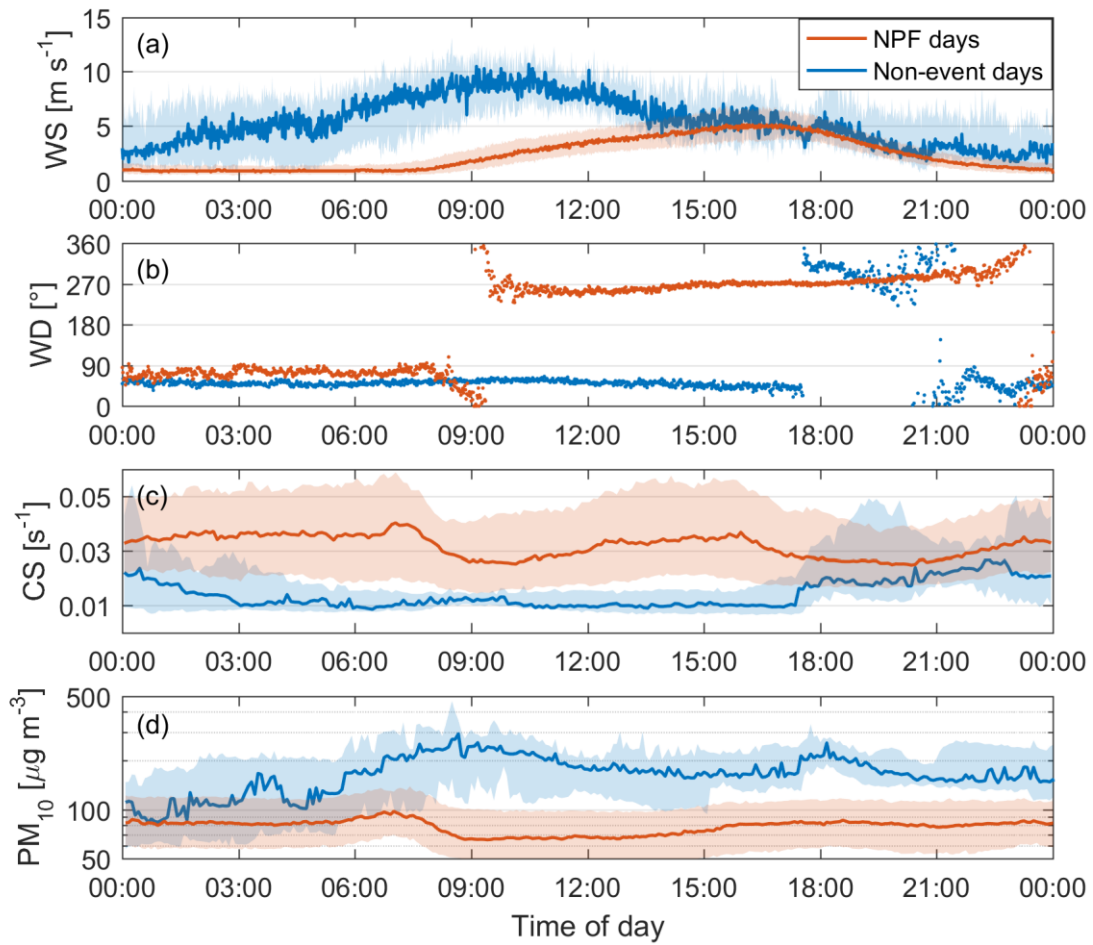 (a)
NPF days
Non-event days
WS [m s⁻¹]
15
10
5
0
00:00 03:00 06:00 09:00 12:00 15:00 18:00 21:00 00:00
(b)
WD [°]
360
270
180
90
0
00:00 03:00 06:00 09:00 12:00 15:00 18:00 21:00 00:00
(c)
CS [s⁻¹]
0.05
0.03
0.01
00:00 03:00 06:00 09:00 12:00 15:00 18:00 21:00 00:00
(d)
PM₁₀ [μg m⁻³]
500
100
50
00:00 03:00 06:00 09:00 12:00 15:00 18:00 21:00 00:00
Time of day